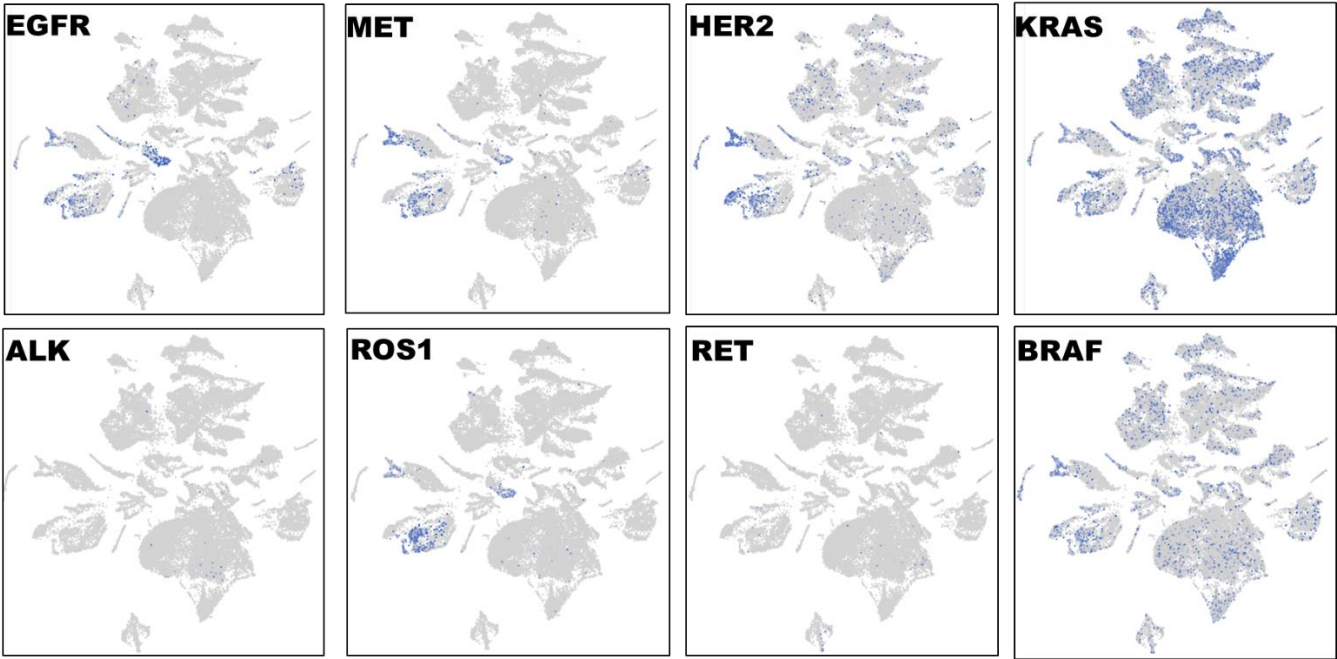 EGFR
MET
HER2
KRAS
ALK
ROS1
RET
BRAF